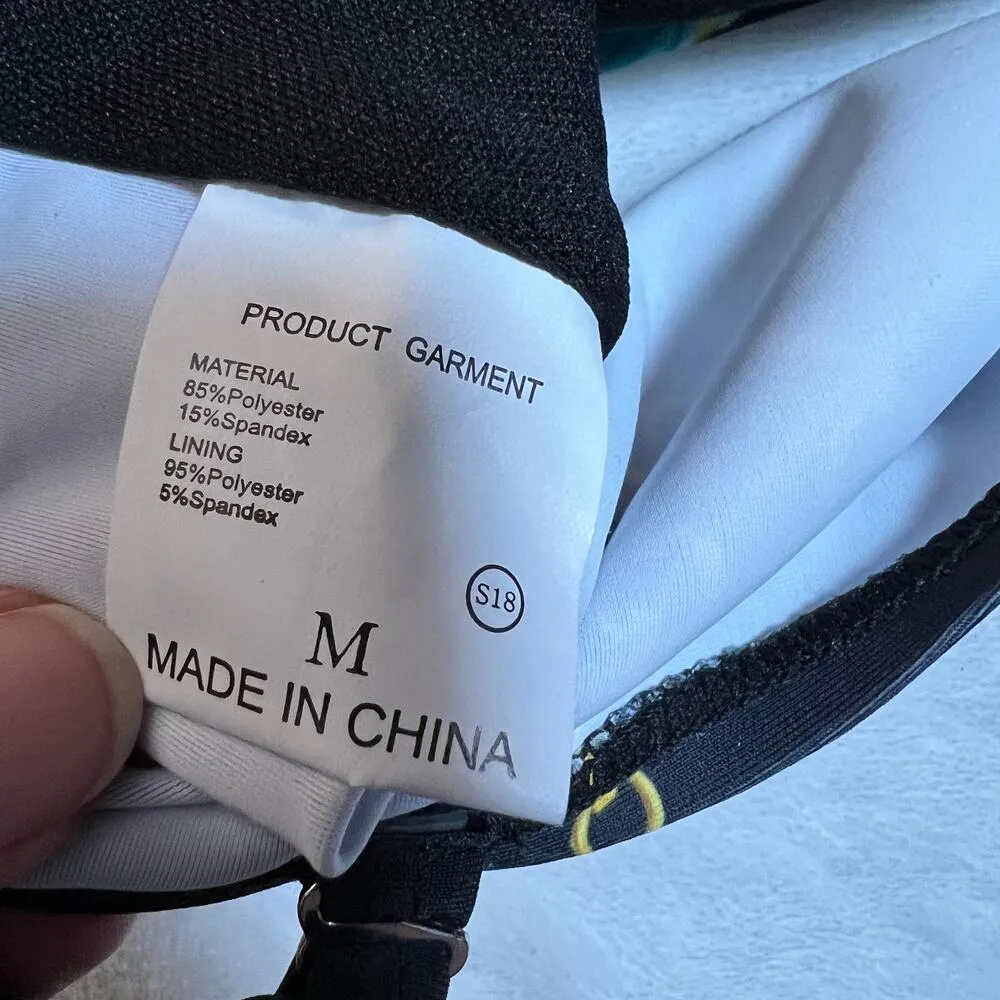 PRODUCT GARMENT
MATERIAL
85%Polyester
15%Spandex
LINING
95%Polyester
5%Spandex
S18
M
MADE IN CHINA